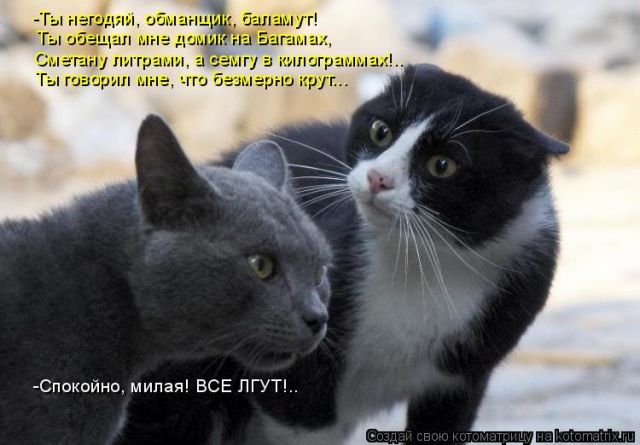 -Ты негодяй, обманщик, баламут!
Ты обещал мне домик на Багамах,
Сметану литрами, а семгу в килограммах!..
Ты говорил мне, что безмерно крут...
-Спокойно, милая! ВСЕ ЛГУТ!..
Создай свою котоматрицу на kotomatrix.ru